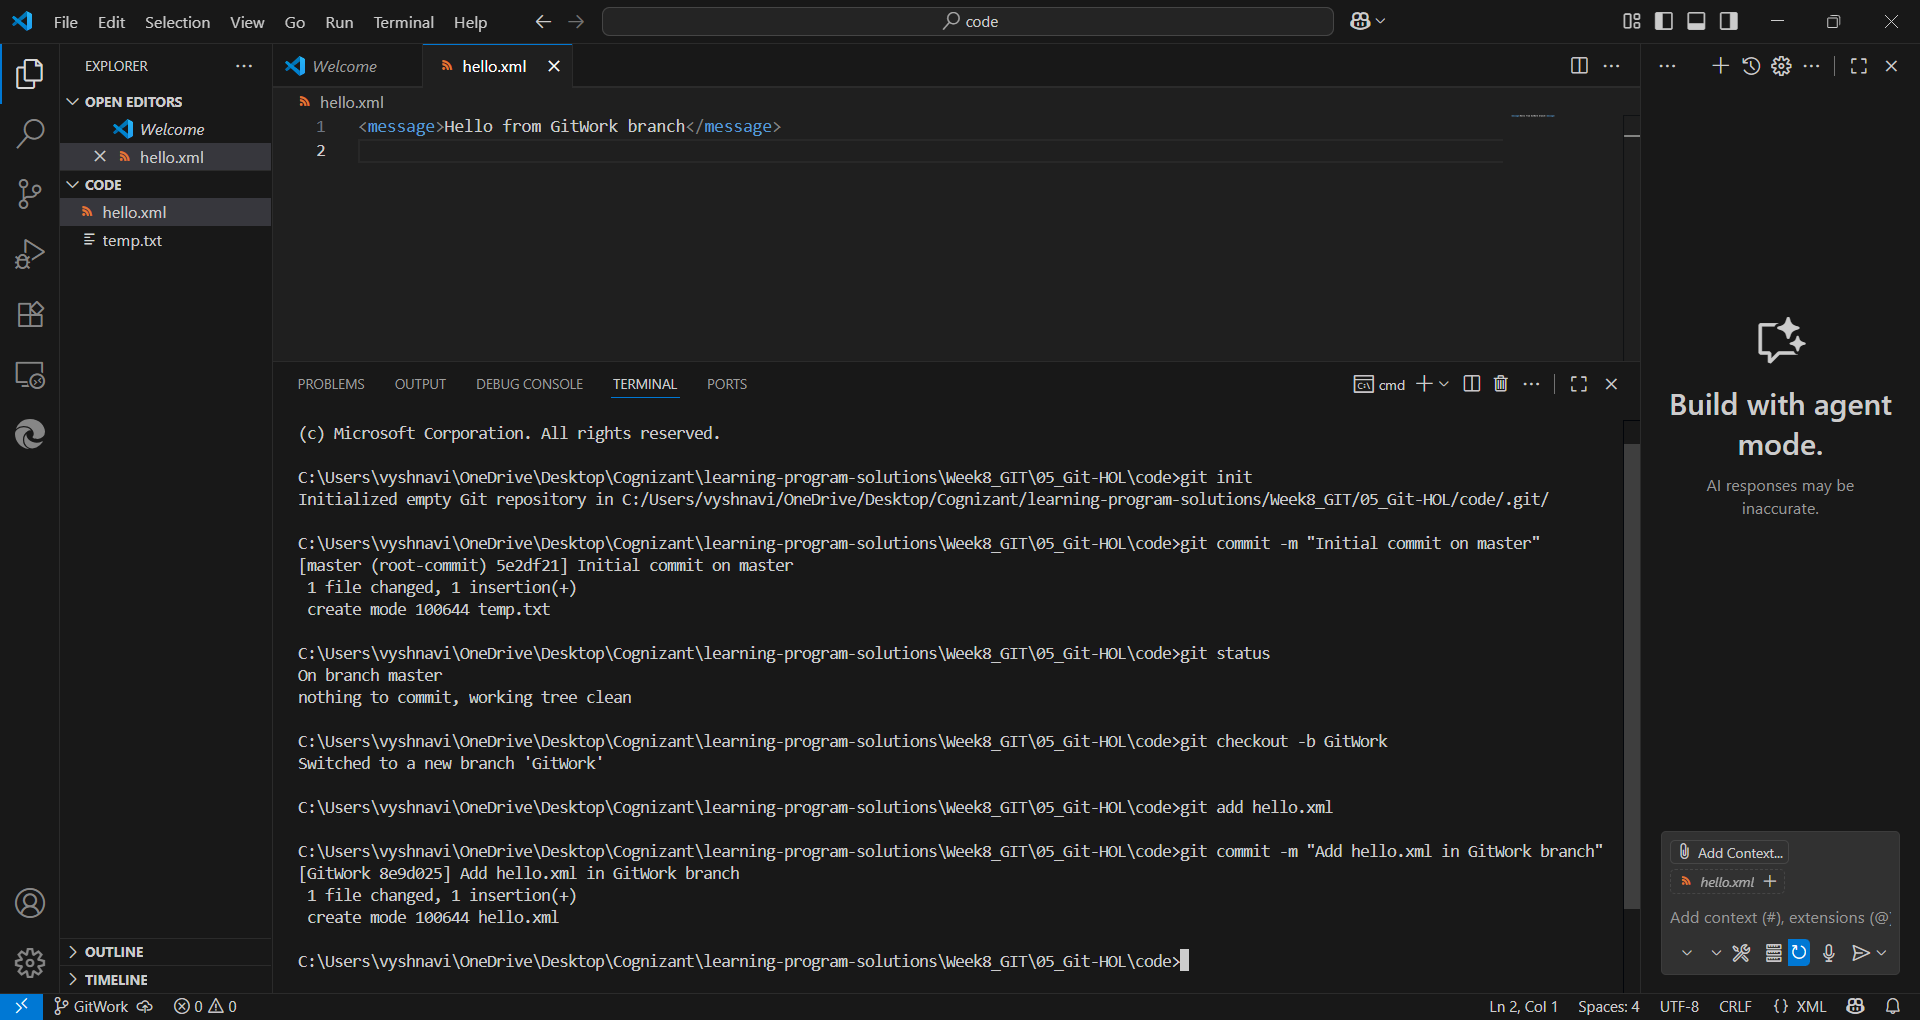 File Edit Selection View Go Run Terminal Help
code
EXPLORER
OPEN EDITORS
Welcome
hello.xml
CODE
hello.xml
temp.txt
OUTLINE
TIMELINE
Welcome
hello.xml
hello.xml
1 <message>Hello from GitWork branch</message>
2
PROBLEMS OUTPUT DEBUG CONSOLE TERMINAL PORTS
cmd
(c) Microsoft Corporation. All rights reserved.
C:\Users\vyshnavi\OneDrive\Desktop\Cognizant\learning-program-solutions\Week8_GIT\05_Git-HOL\code>git init
Initialized empty Git repository in C:/Users/vyshnavi/OneDrive/Desktop/Cognizant/learning-program-solutions/Week8_GIT/05_Git-HOL/code/.git/
C:\Users\vyshnavi\OneDrive\Desktop\Cognizant\learning-program-solutions\Week8_GIT\05_Git-HOL\code>git commit -m "Initial commit on master"
[master (root-commit) 5e2df21] Initial commit on master
1 file changed, 1 insertion(+)
create mode 100644 temp.txt
C:\Users\vyshnavi\OneDrive\Desktop\Cognizant\learning-program-solutions\Week8_GIT\05_Git-HOL\code>git status
On branch master
nothing to commit, working tree clean
C:\Users\vyshnavi\OneDrive\Desktop\Cognizant\learning-program-solutions\Week8_GIT\05_Git-HOL\code>git checkout -b GitWork
Switched to a new branch 'GitWork'
C:\Users\vyshnavi\OneDrive\Desktop\Cognizant\learning-program-solutions\Week8_GIT\05_Git-HOL\code>git add hello.xml
C:\Users\vyshnavi\OneDrive\Desktop\Cognizant\learning-program-solutions\Week8_GIT\05_Git-HOL\code>git commit -m "Add hello.xml in GitWork branch"
[GitWork 8e9d025] Add hello.xml in GitWork branch
1 file changed, 1 insertion(+)
create mode 100644 hello.xml
C:\Users\vyshnavi\OneDrive\Desktop\Cognizant\learning-program-solutions\Week8_GIT\05_Git-HOL\code>
Build with agent
mode.
AI responses may be
inaccurate.
Add Context...
hello.xml
Add context (#), extensions (@)
GitWork 0 0
Ln 2, Col 1 Spaces: 4 UTF-8 CRLF {} XML